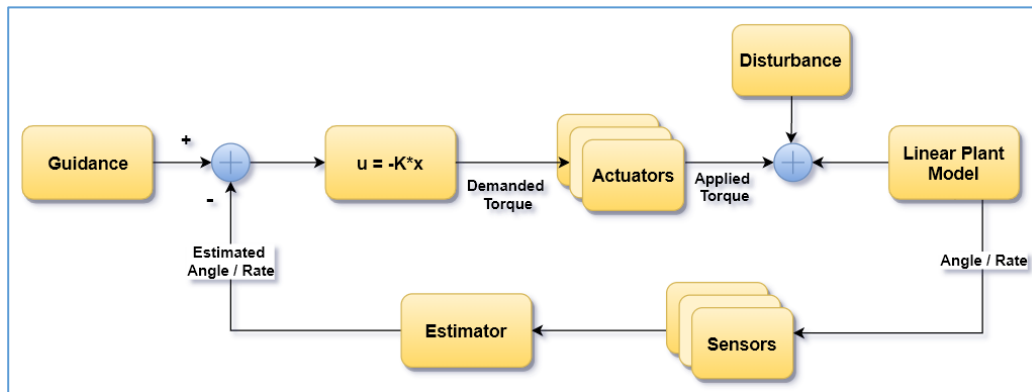 Disturbance
+
Guidance
u = -K*x
Actuators
Linear Plant
Model
Demanded
Torque
Applied
Torque
-
Estimated
Angle / Rate
Angle / Rate
Estimator
Sensors